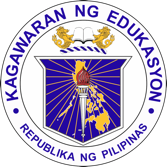 KAGAWARAN NG EDUKASYON
REPUBLIKA NG PILIPINAS